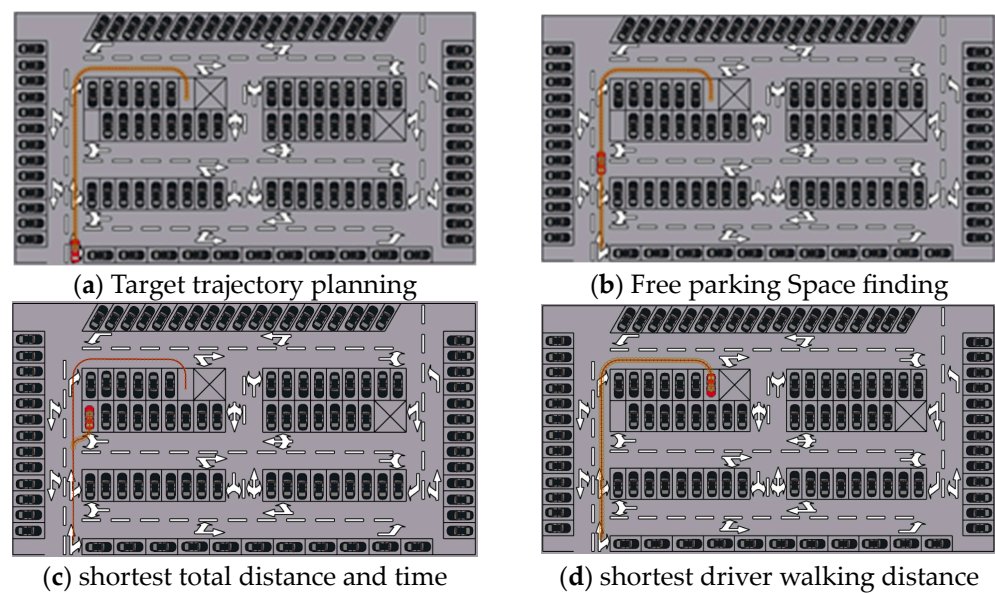 (a) Target trajectory planning
(b) Free parking Space finding
(c) shortest total distance and time
(d) shortest driver walking distance